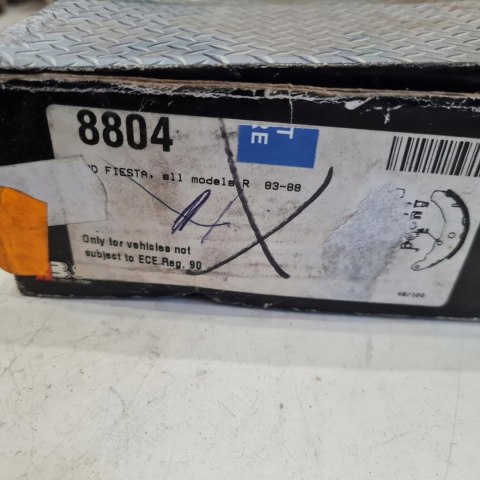 8804
D FIESTA, all models R 83-88
Only for vehicles not
subject to ECE Reg. 90